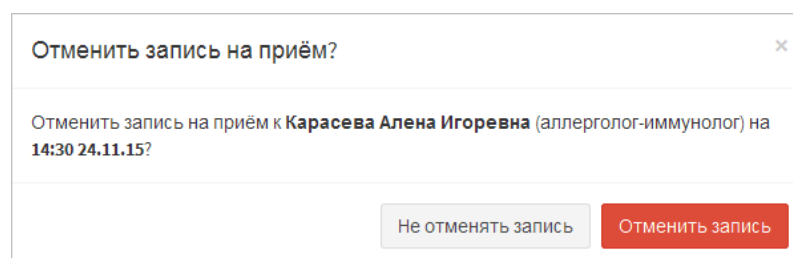 Отменить запись на приём?
×
Отменить запись на приём к Карасева Алена Игоревна (аллерголог-иммунолог) на
14:30 24.11.15?
Не отменять запись Отменить запись